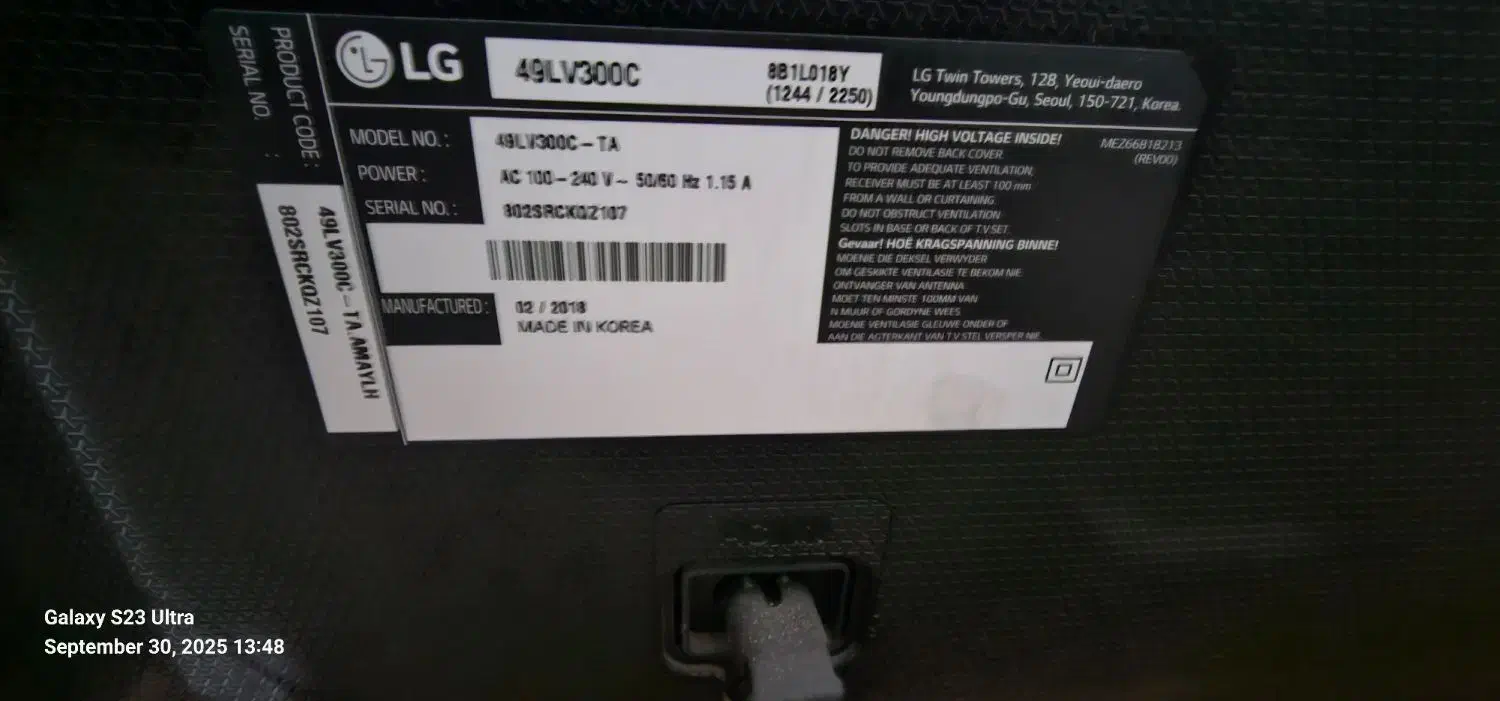 PRODUCT CODE :
SERIAL NO. :
49LV300C - TA.AMAYLH
802SRCKQZ107
LG
49LV300C
8B1L018Y
(1244 / 2250)
LG Twin Towers, 128, Yeoui-daero
Youngdungpo-Gu, Seoul, 150-721, Korea.
MODEL NO. :
49LV300C - TA
POWER :
AC 100 - 240 V ~ 50/60 Hz 1.15 A
SERIAL NO. :
802SRCKQZ107
MANUFACTURED :
02 / 2018
MADE IN KOREA
DANGER! HIGH VOLTAGE INSIDE!
DO NOT REMOVE BACK COVER.
TO PROVIDE ADEQUATE VENTILATION,
RECEIVER MUST BE AT LEAST 100 mm
FROM A WALL OR CURTAINING.
DO NOT OBSTRUCT VENTILATION
SLOTS IN BASE OR BACK OF T.V SET.
Gevaar! HOË KRAGSPANNING BINNE!
MOENIE DIE DEKSEL VERWYDER
OM GESKIKTE VENTILASIE TE BEKOM NIE
ONTVANGER VAN ANTENNA
MOET TEN MINSTE 100MM VAN
N MUUR OF GORDYNE WEES
MOENIE VENTILASIE GLEUWE ONDER OF
AAN DIE AGTERKANT VAN T.V STEL VERSPER NIE.
MEZ66818213
(REV00)
Galaxy S23 Ultra
September 30, 2025 13:48